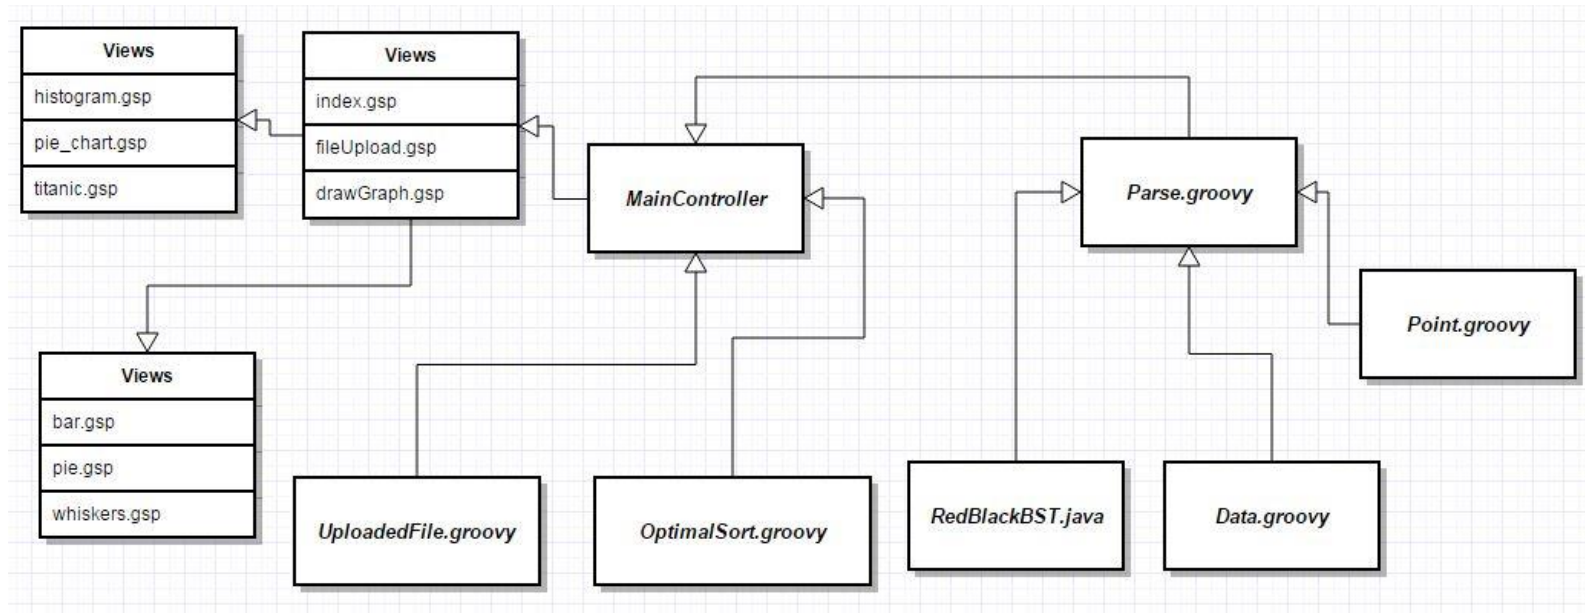 Views
histogram.gsp
pie_chart.gsp
titanic.gsp
Views
index.gsp
fileUpload.gsp
drawGraph.gsp
MainController
Parse.groovy
Point.groovy
Views
bar.gsp
pie.gsp
whiskers.gsp
UploadedFile.groovy
OptimalSort.groovy
RedBlackBST.java
Data.groovy